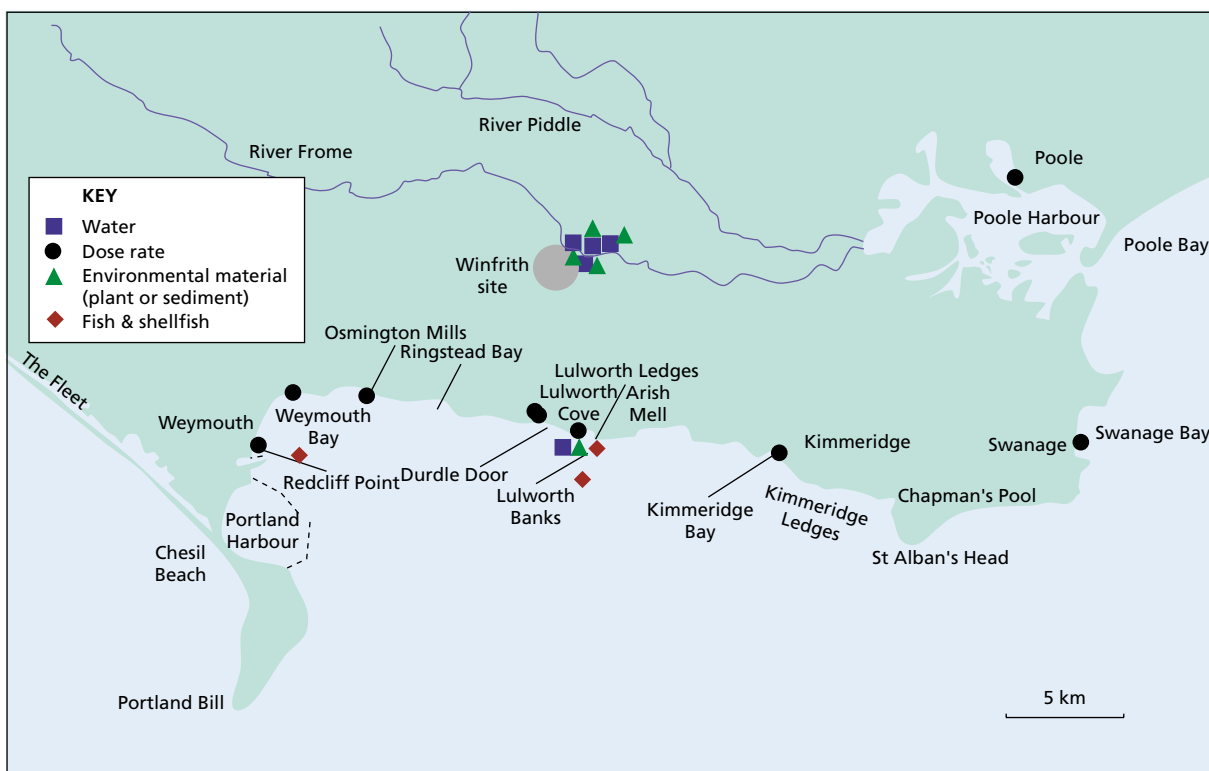 River Piddle
River Frome
Poole
KEY
Water
Dose rate
Environmental material
(plant or sediment)
Fish & shellfish
Poole Harbour
Poole Bay
Winfrith
site
Osmington Mills
Ringstead Bay
The Fleet
Lulworth Ledges
Lulworth
Cove
Arish
Mell
Weymouth
Weymouth
Bay
Kimmeridge
Swanage
Swanage Bay
Redcliff Point
Durdle Door
Lulworth
Banks
Kimmeridge
Bay
Kimmeridge
Ledges
Chapman's Pool
Portland
Harbour
Chesil
Beach
St Alban's Head
Portland Bill
5 km